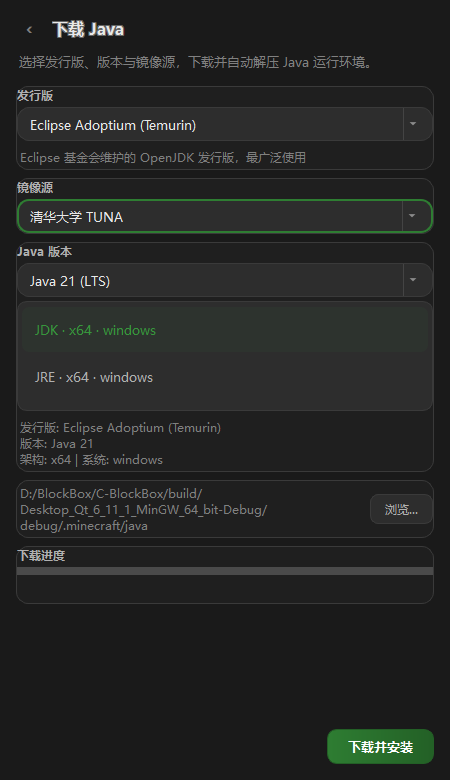 ‹ 下载 Java
选择发行版、版本与镜像源，下载并自动解压 Java 运行环境。
发行版
Eclipse Adoptium (Temurin)
Eclipse 基金会维护的 OpenJDK 发行版，最广泛使用
镜像源
清华大学 TUNA
Java 版本
Java 21 (LTS)
JDK · x64 · windows
JRE · x64 · windows
发行版: Eclipse Adoptium (Temurin)
版本: Java 21
架构: x64 | 系统: windows
D:/BlockBox/C-BlockBox/build/
Desktop_Qt_6_11_1_MinGW_64_bit-Debug/
debug/.minecraft/java
浏览...
下载进度
下载并安装